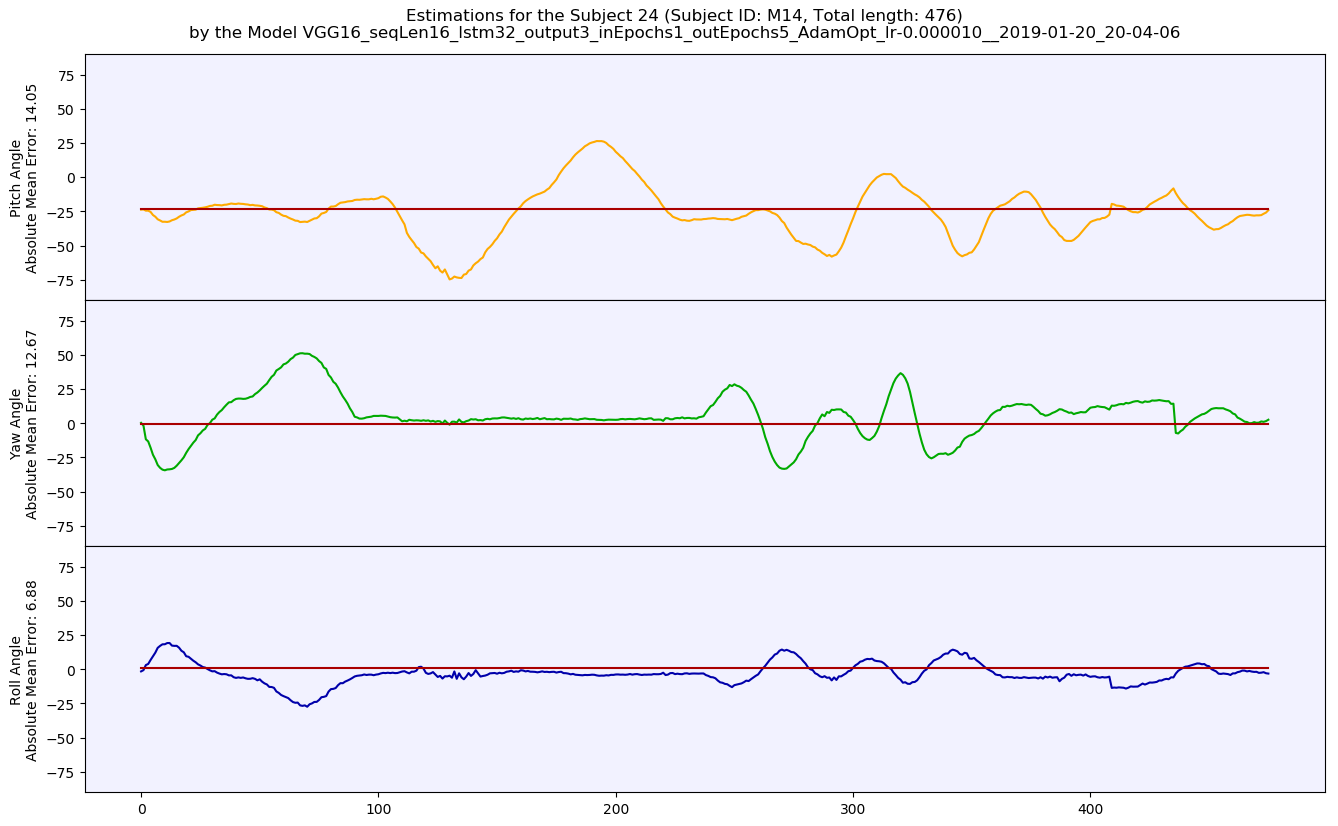 Estimations for the Subject 24 (Subject ID: M14, Total length: 476)
by the Model VGG16_seqLen16_lstm32_output3_inEpochs1_outEpochs5_AdamOpt_lr-0.000010__2019-01-20_20-04-06
Pitch Angle
Absolute Mean Error: 14.05
75
50
25
0
−25
−50
−75
Yaw Angle
Absolute Mean Error: 12.67
75
50
25
0
−25
−50
−75
Roll Angle
Absolute Mean Error: 6.88
75
50
25
0
−25
−50
−75
0 100 200 300 400